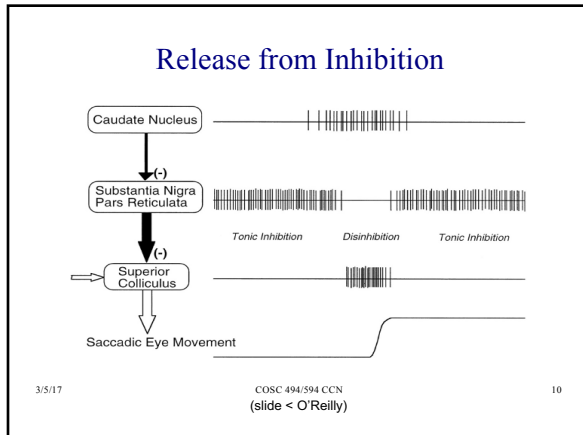 Release from Inhibition
Caudate Nucleus
(-)
Substantia Nigra
Pars Reticulata
Tonic Inhibition Disinhibition Tonic Inhibition
(-)
Superior
Colliculus
Saccadic Eye Movement
3/5/17 COSC 494/594 CCN 10
(slide < O'Reilly)